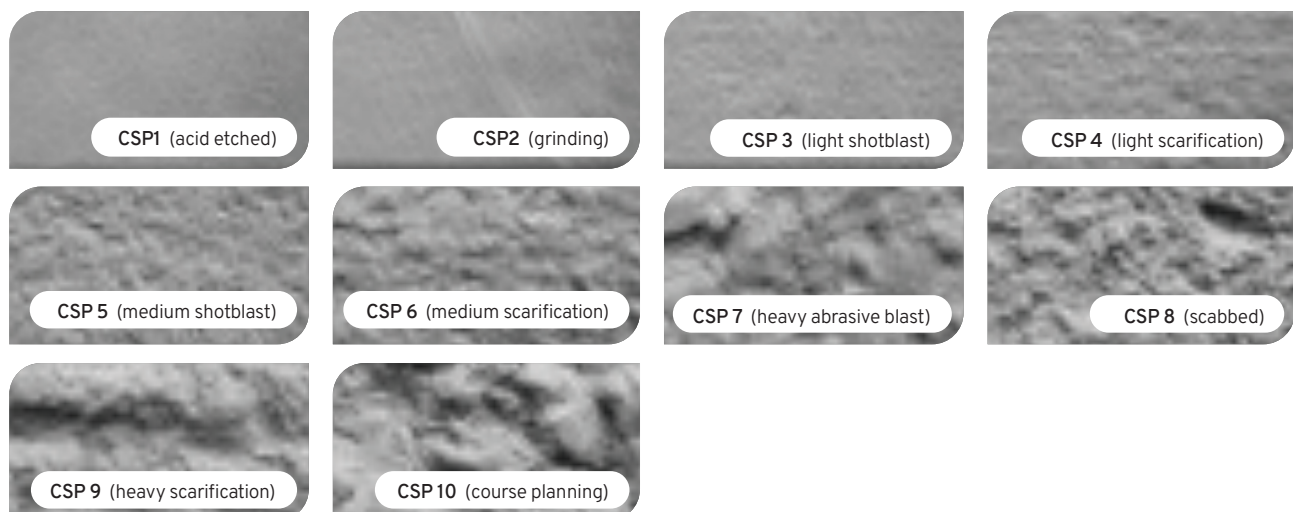 CSP1 (acid etched)
CSP2 (grinding)
CSP 3 (light shotblast)
CSP 4 (light scarification)
CSP 5 (medium shotblast)
CSP 6 (medium scarification)
CSP 7 (heavy abrasive blast)
CSP 8 (scabbed)
CSP 9 (heavy scarification)
CSP 10 (course planning)